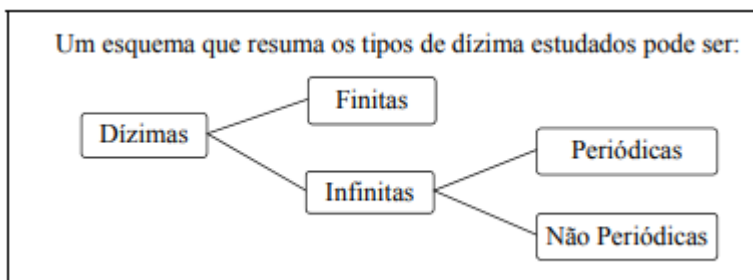 Um esquema que resuma os tipos de dízima estudados pode ser:
Finitas
Dízimas
Periódicas
Infinitas
Não Periódicas